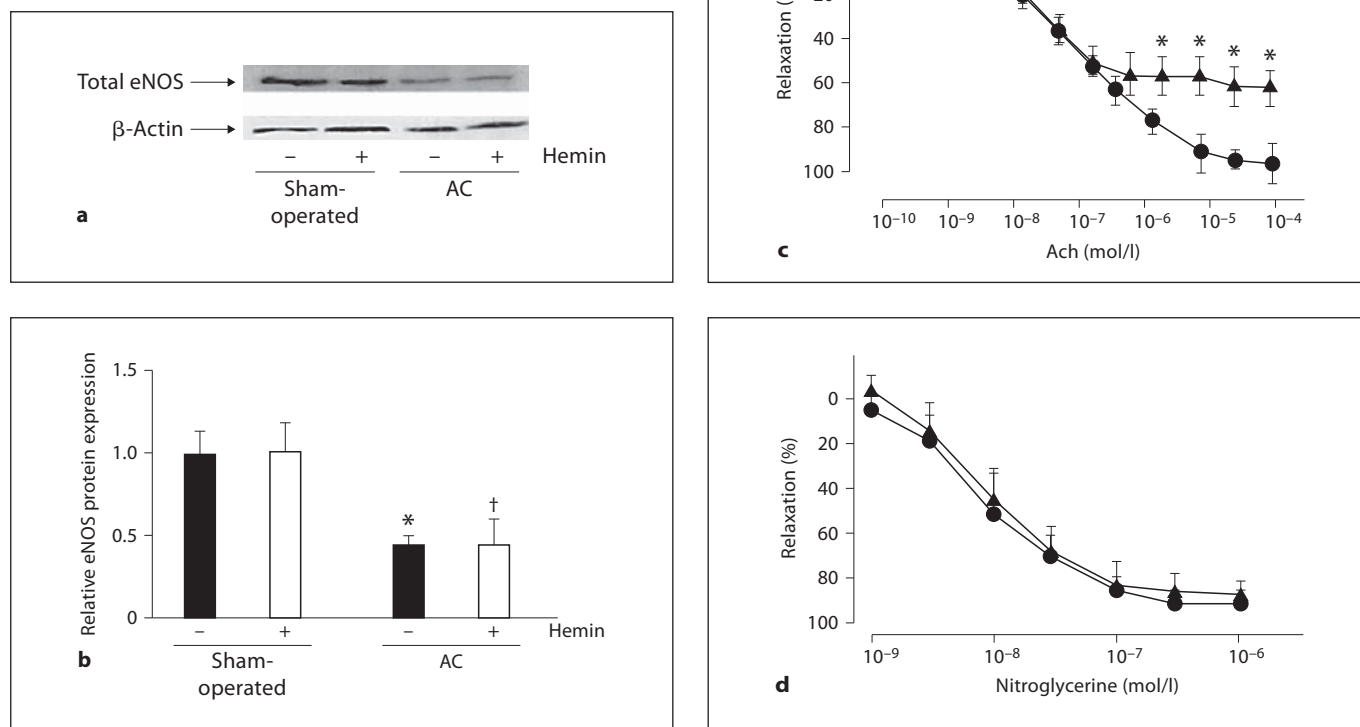 Total eNOS
β-Actin
– + – + Hemin
Sham-
operated
AC
a
Relaxation (
40
60
80
100
* * * *
10–10 10–9 10–8 10–7 10–6 10–5 10–4
Ach (mol/l)
c
Relative eNOS protein expression
1.5
1.0
0.5
0
* †
– + – + Hemin
Sham-
operated
AC
b
Relaxation (%)
0
20
40
60
80
100
10–9 10–8 10–7 10–6
Nitroglycerine (mol/l)
d